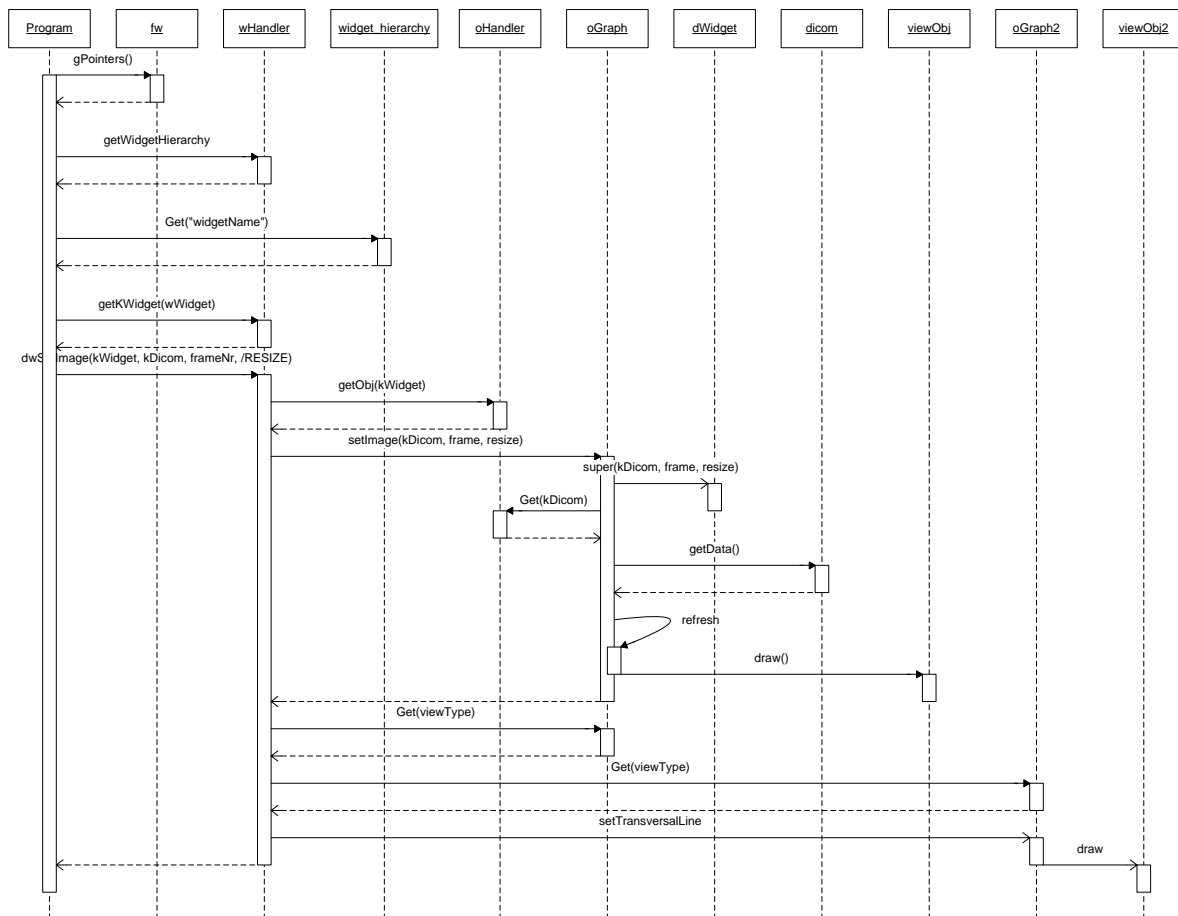 Program
fw
wHandler
widget_hierarchy
oHandler
oGraph
dWidget
dicom
viewObj
oGraph2
viewObj2
gPointers()
getWidgetHierarchy
Get("widgetName")
getKWidget(wWidget)
Image(kWidget, kDicom, frameNr, /RESIZE)
getObj(kWidget)
setImage(kDicom, frame, resize)
super(kDicom, frame, resize)
Get(kDicom)
getData()
refresh
draw()
Get(viewType)
Get(viewType)
setTransversalLine
draw